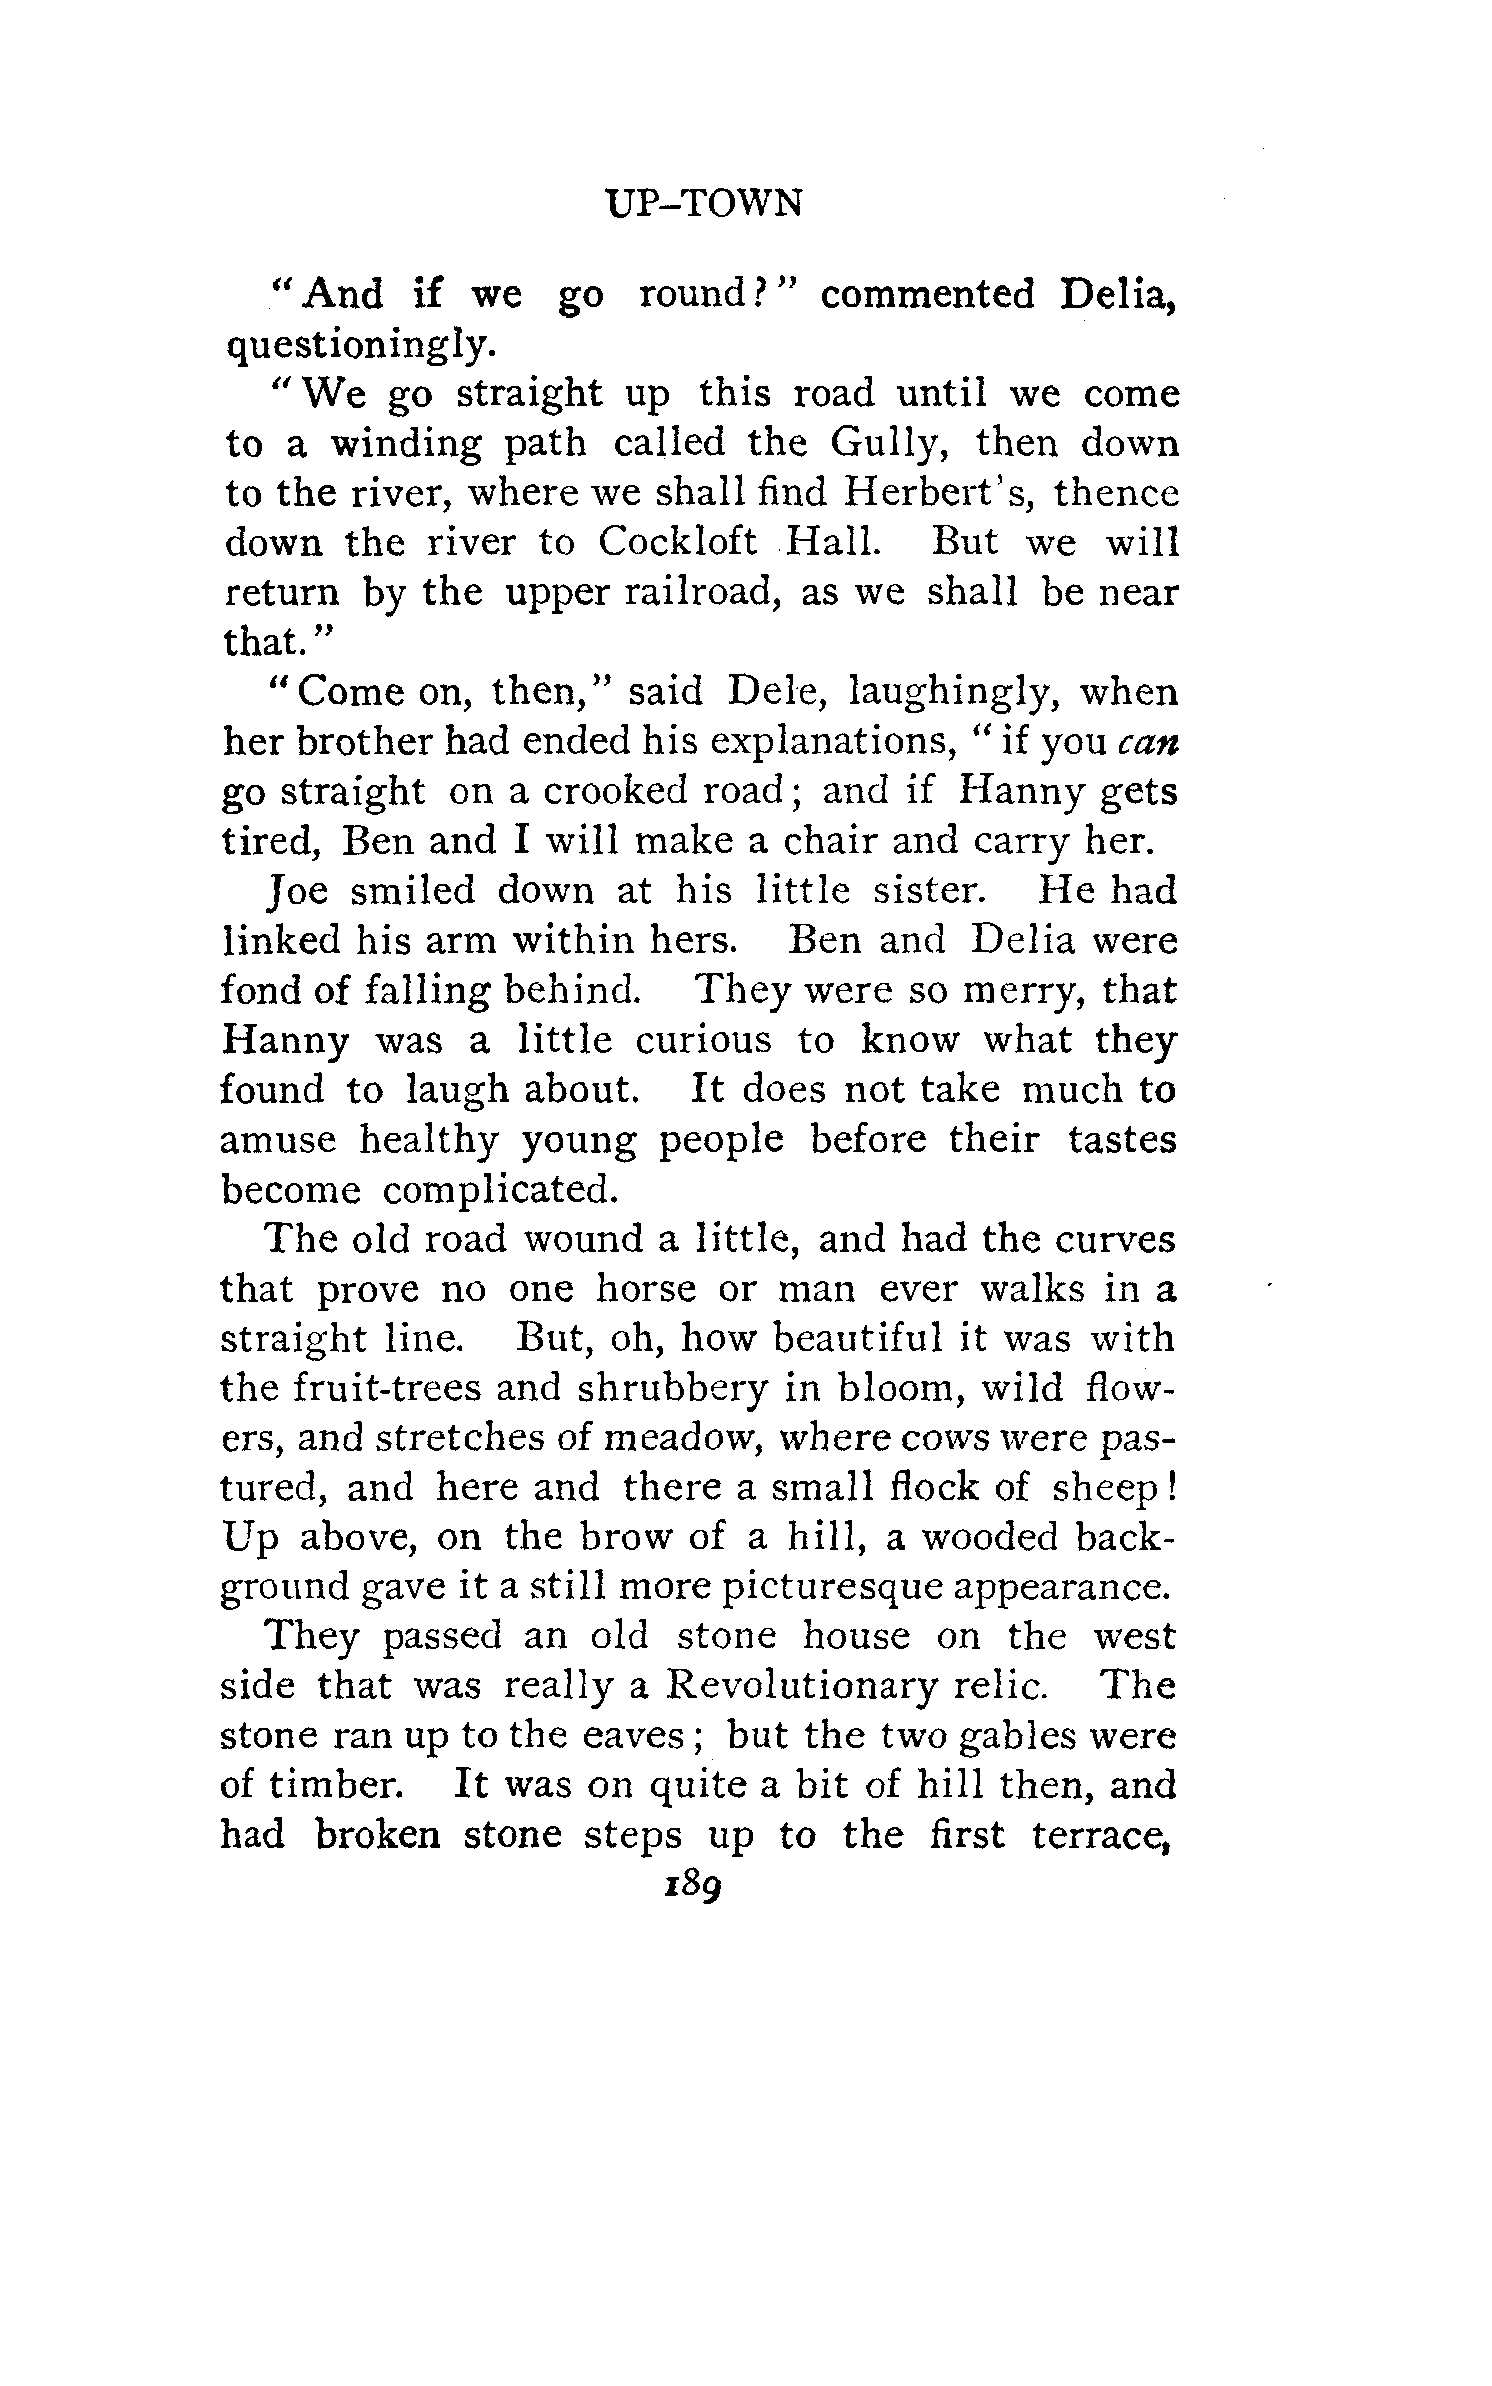 UP-TOWN
"And if we go round?" commented Delia,
questioningly.
"We go straight up this road until we come
to a winding path called the Gully, then down
to the river, where we shall find Herbert's, thence
down the river to Cockloft Hall. But we will
return by the upper railroad, as we shall be near
that."
"Come on, then," said Dele, laughingly, when
her brother had ended his explanations, "if you can
go straight on a crooked road; and if Hanny gets
tired, Ben and I will make a chair and carry her.
Joe smiled down at his little sister. He had
linked his arm within hers. Ben and Delia were
fond of falling behind. They were so merry, that
Hanny was a little curious to know what they
found to laugh about. It does not take much to
amuse healthy young people before their tastes
become complicated.
The old road wound a little, and had the curves
that prove no one horse or man ever walks in a
straight line. But, oh, how beautiful it was with
the fruit-trees and shrubbery in bloom, wild flow-
ers, and stretches of meadow, where cows were pas-
tured, and here and there a small flock of sheep!
Up above, on the brow of a hill, a wooded back-
ground gave it a still more picturesque appearance.
They passed an old stone house on the west
side that was really a Revolutionary relic. The
stone ran up to the eaves; but the two gables were
of timber. It was on quite a bit of hill then, and
had broken stone steps up to the first terrace,
189